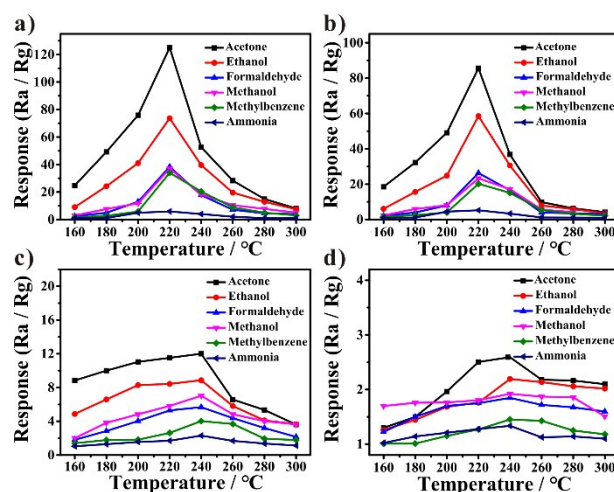 a)
Response (Ra / Rg)
120
100
80
60
40
20
0
Acetone
Ethanol
Formaldehyde
Methanol
Methylbenzene
Ammonia
160 180 200 220 240 260 280 300
Temperature / °C
b)
Response (Ra / Rg)
100
80
60
40
20
0
Acetone
Ethanol
Formaldehyde
Methanol
Methylbenzene
Ammonia
160 180 200 220 240 260 280 300
Temperature / °C
c)
Response (Ra / Rg)
24
20
16
12
8
4
0
Acetone
Ethanol
Formaldehyde
Methanol
Methylbenzene
Ammonia
160 180 200 220 240 260 280 300
Temperature / °C
d)
Response (Ra / Rg)
4
3
2
1
Acetone
Ethanol
Formaldehyde
Methanol
Methylbenzene
Ammonia
160 180 200 220 240 260 280 300
Temperature / °C